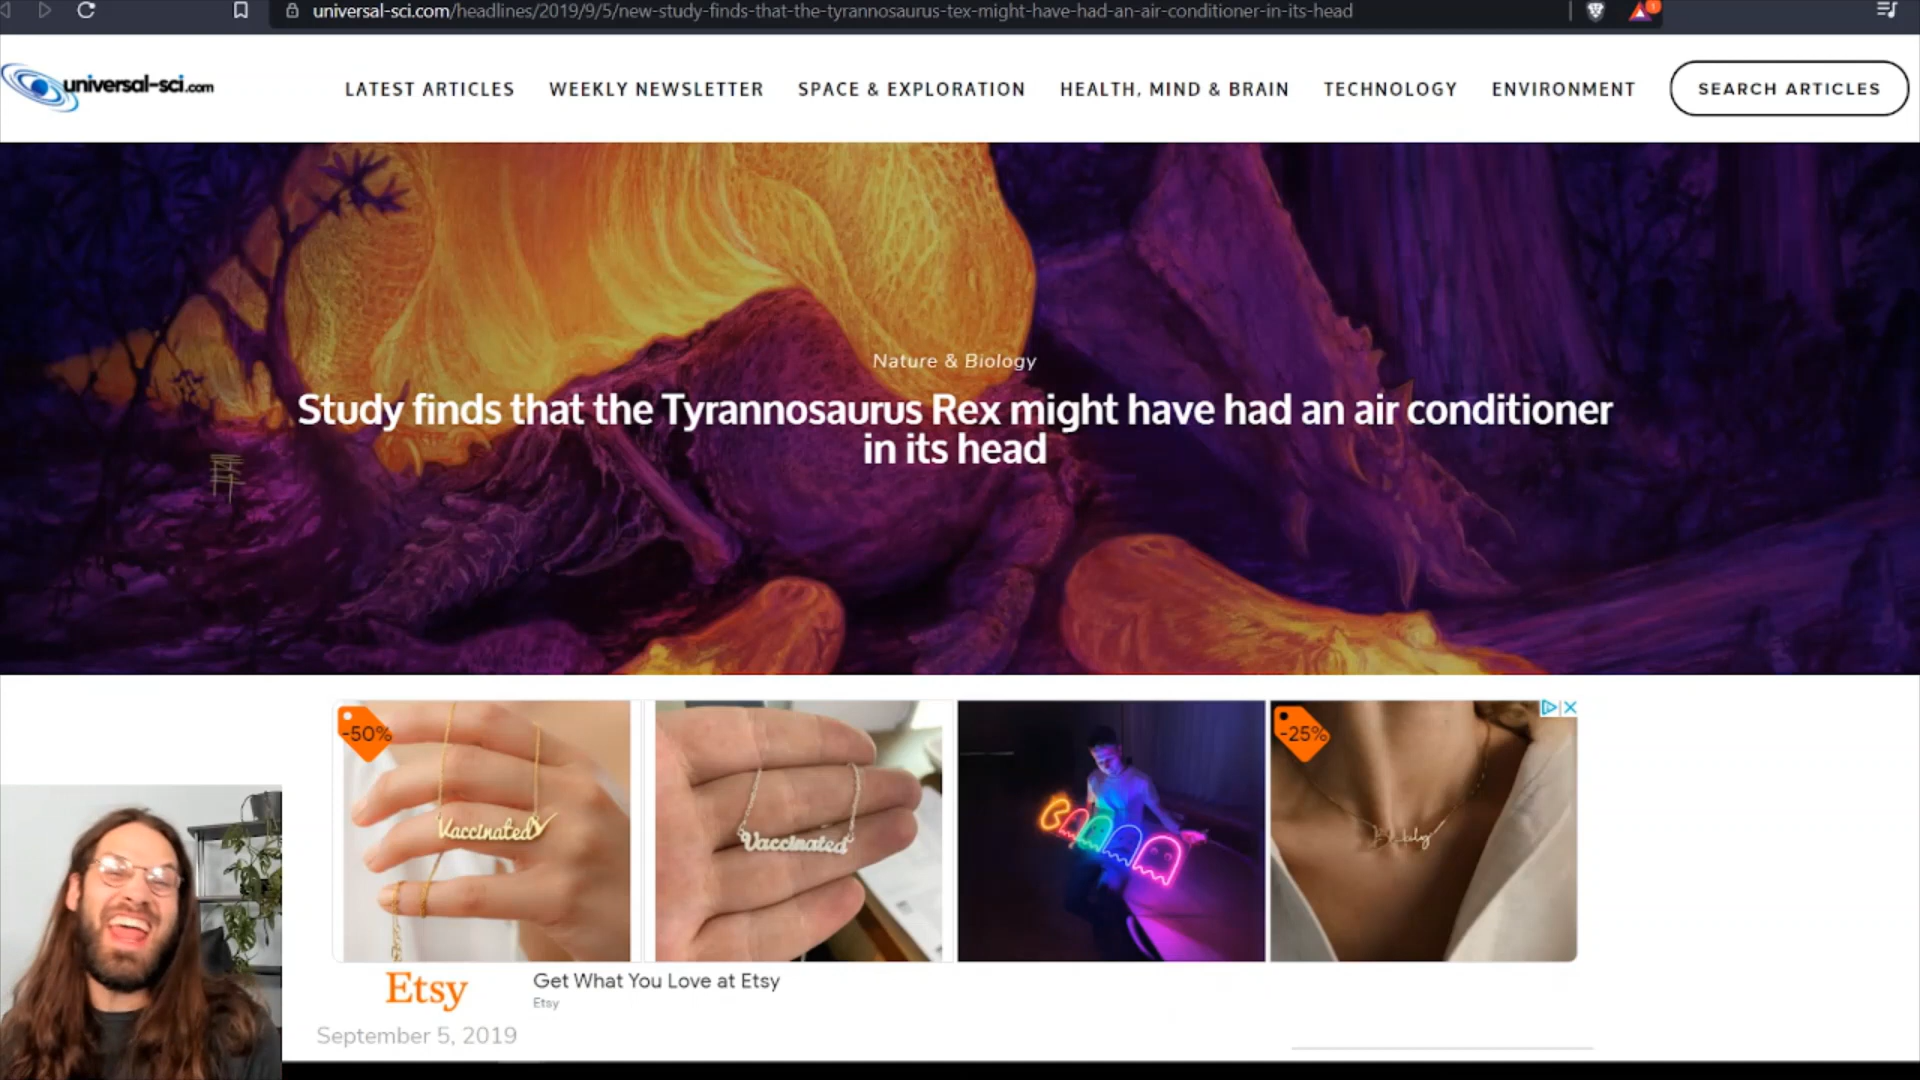 universal-sci.com/headlines/2019/9/5/new-study-finds-that-the-tyrannosaurus-tex-might-have-had-an-air-conditioner-in-its-head
universal-sci.com
LATEST ARTICLES
WEEKLY NEWSLETTER
SPACE & EXPLORATION
HEALTH, MIND & BRAIN
TECHNOLOGY
ENVIRONMENT
SEARCH ARTICLES
Nature & Biology
Study finds that the Tyrannosaurus Rex might have had an air conditioner
in its head
-50%
Vaccinated
Vaccinated
-25%
Etsy
Get What You Love at Etsy
Etsy
September 5, 2019